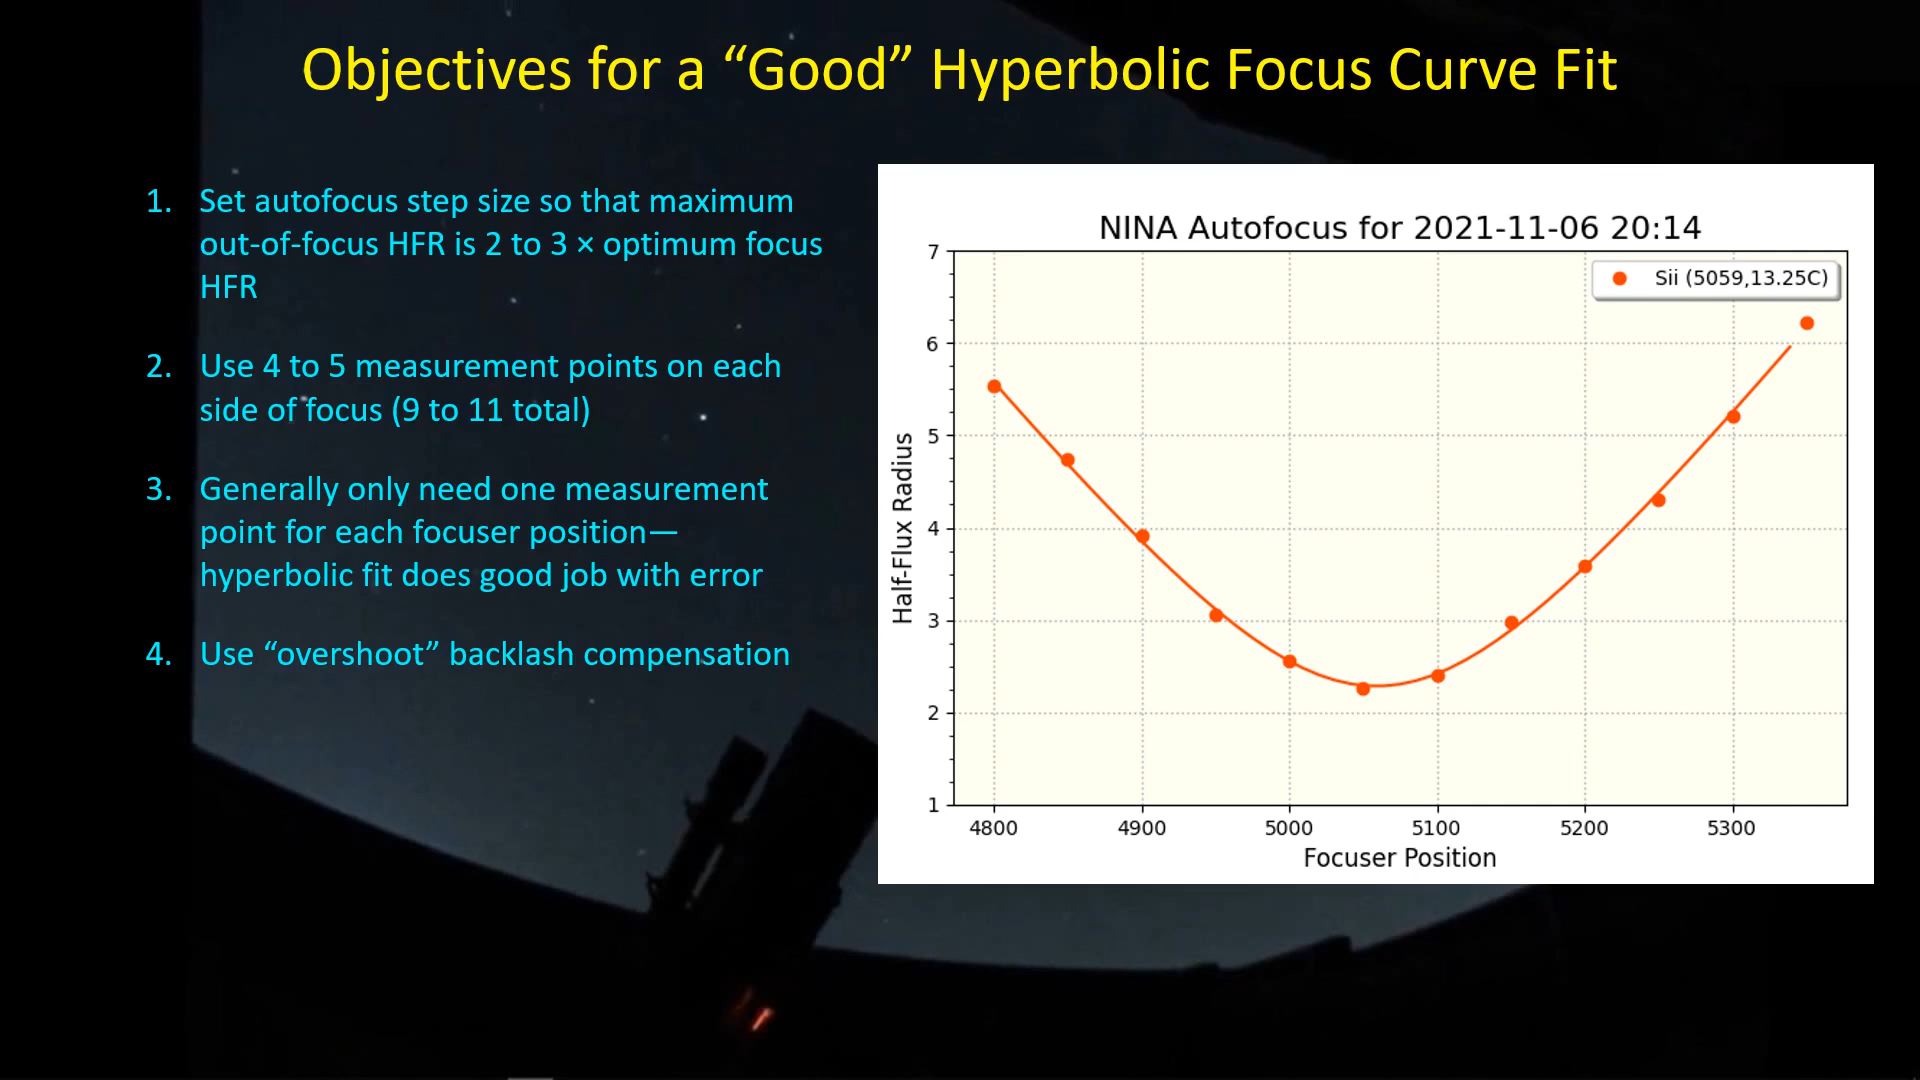 Objectives for a “Good” Hyperbolic Focus Curve Fit
1. Set autofocus step size so that maximum
out-of-focus HFR is 2 to 3 × optimum focus
HFR
2. Use 4 to 5 measurement points on each
side of focus (9 to 11 total)
3. Generally only need one measurement
point for each focuser position—
hyperbolic fit does good job with error
4. Use “overshoot” backlash compensation
NINA Autofocus for 2021-11-06 20:14
Sii (5059,13.25C)
Half-Flux Radius
7
6
5
4
3
2
1
4800 4900 5000 5100 5200 5300
Focuser Position